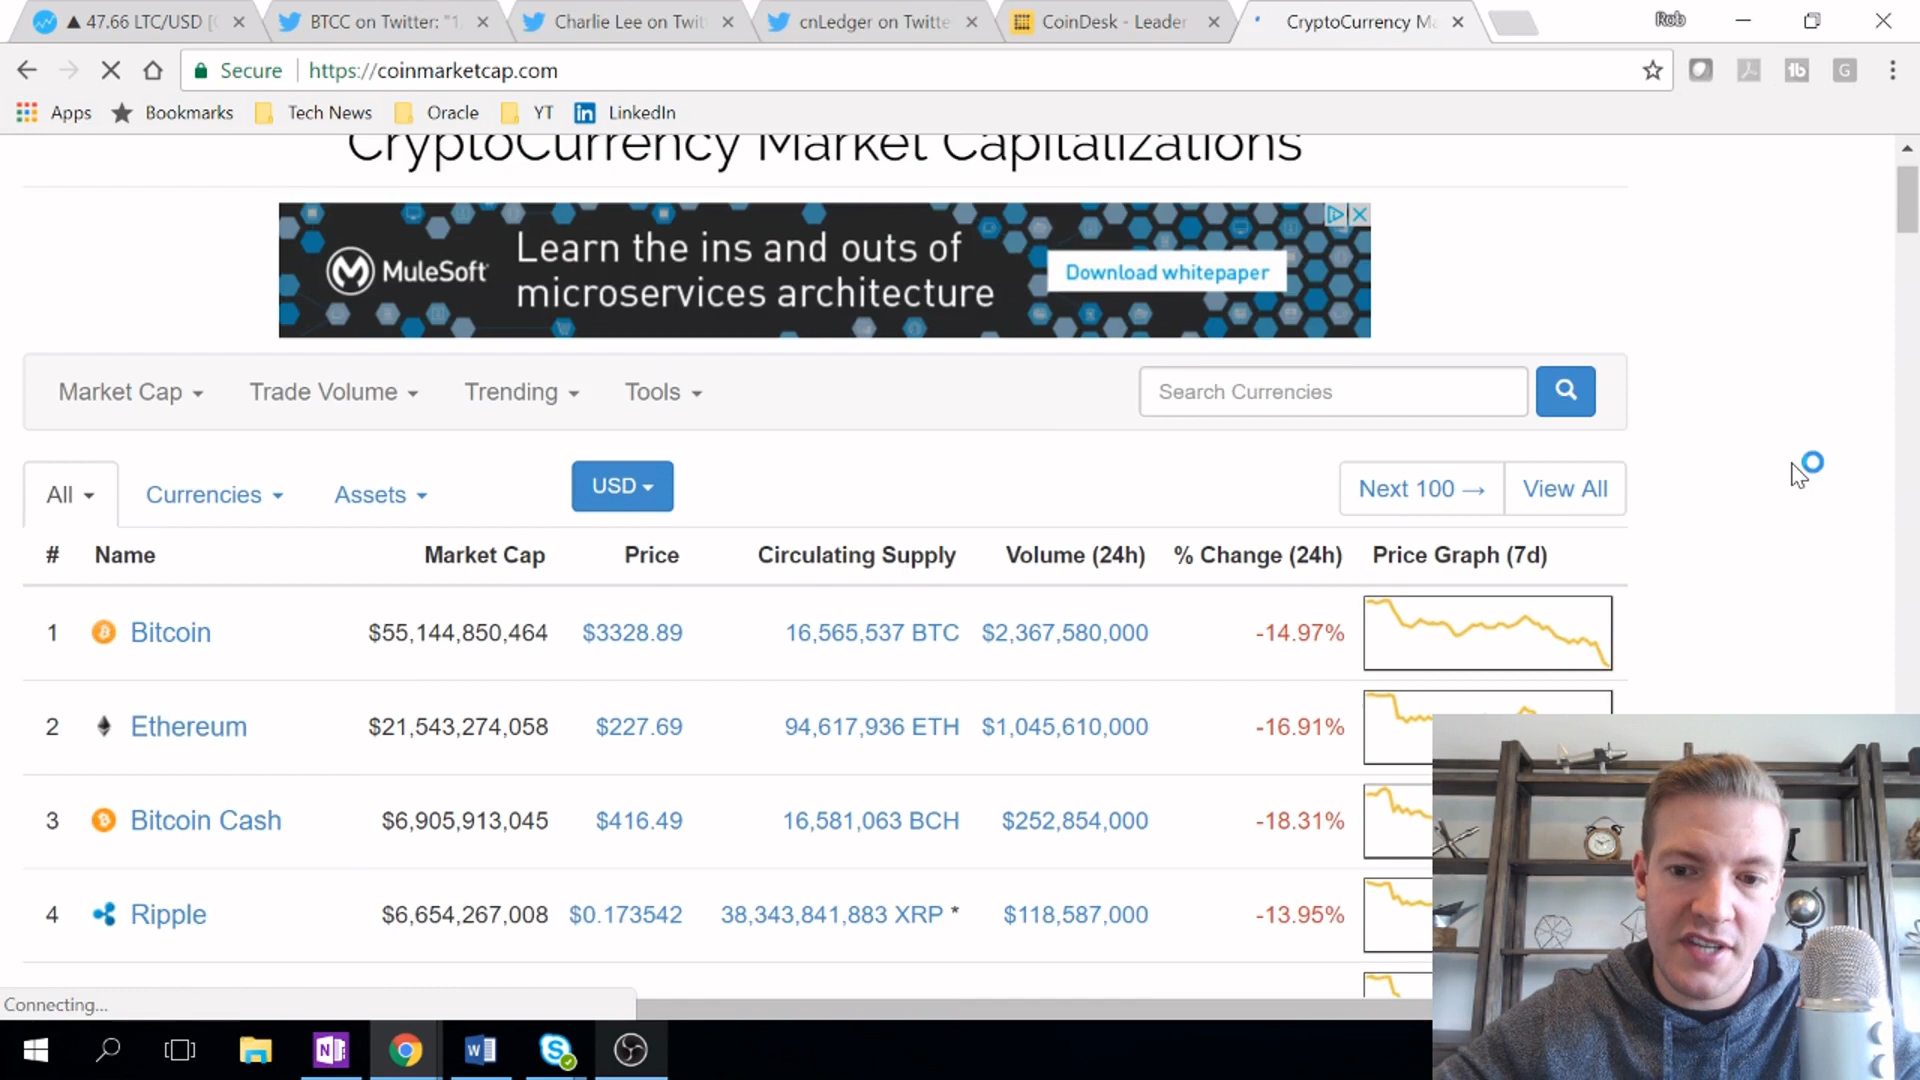 ▲ 47.66 LTC/USD [
BTCC on Twitter: "1
Charlie Lee on Twit
cnLedger on Twitte
CoinDesk - Leader
CryptoCurrency Ma
Rob
Secure
https://coinmarketcap.com
Apps
Bookmarks
Tech News
Oracle
YT
LinkedIn
CryptoCurrency Market Capitalizations
MuleSoft
Learn the ins and outs of
microservices architecture
Download whitepaper
Market Cap
Trade Volume
Trending
Tools
Search Currencies
All
Currencies
Assets
USD
Next 100 →
View All
# Name Market Cap Price Circulating Supply Volume (24h) % Change (24h) Price Graph (7d)
1 Bitcoin $55,144,850,464 $3328.89 16,565,537 BTC $2,367,580,000 -14.97%
2 Ethereum $21,543,274,058 $227.69 94,617,936 ETH $1,045,610,000 -16.91%
3 Bitcoin Cash $6,905,913,045 $416.49 16,581,063 BCH $252,854,000 -18.31%
4 Ripple $6,654,267,008 $0.173542 38,343,841,883 XRP * $118,587,000 -13.95%
Connecting...